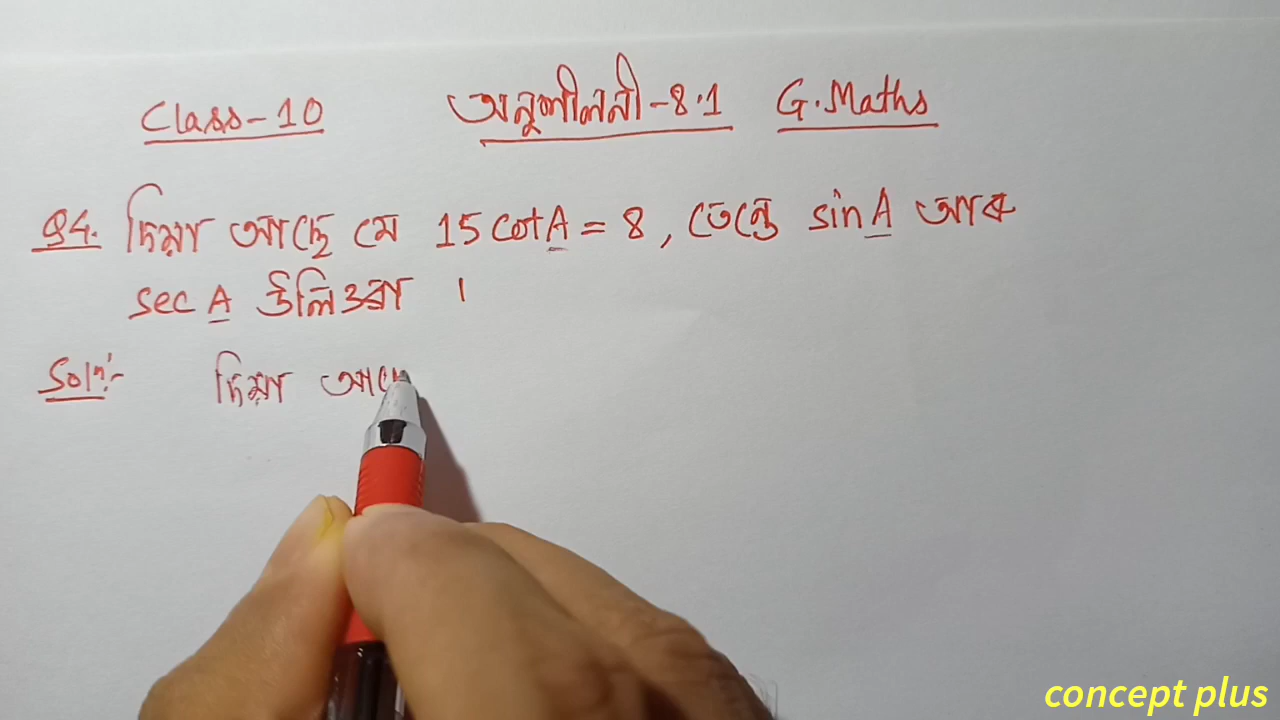 Class-10 অনুশীলনী-8.1 G.Maths
Q4. দিয়া আছে যে 15 cot A = 8, তেন্তে sin A আৰু
sec A উলিওৱা ।
Soln:- দিয়া আছে
concept plus